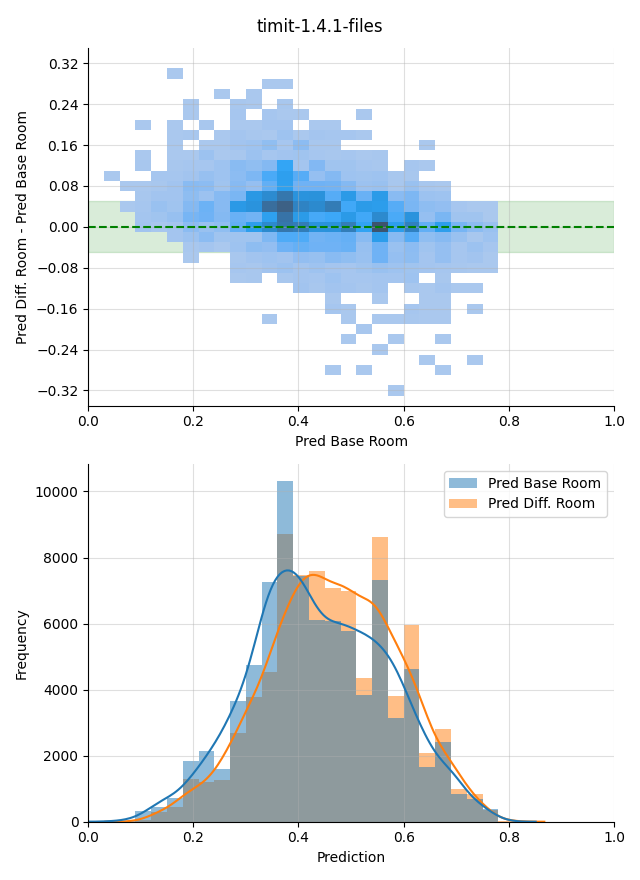 timit-1.4.1-files
Pred Diff. Room - Pred Base Room
0.32
0.24
0.16
0.08
0.00
−0.08
−0.16
−0.24
−0.32
0.0 0.2 0.4 0.6 0.8 1.0
Pred Base Room
Pred Base Room
Pred Diff. Room
Frequency
10000
8000
6000
4000
2000
0
0.0 0.2 0.4 0.6 0.8 1.0
Prediction